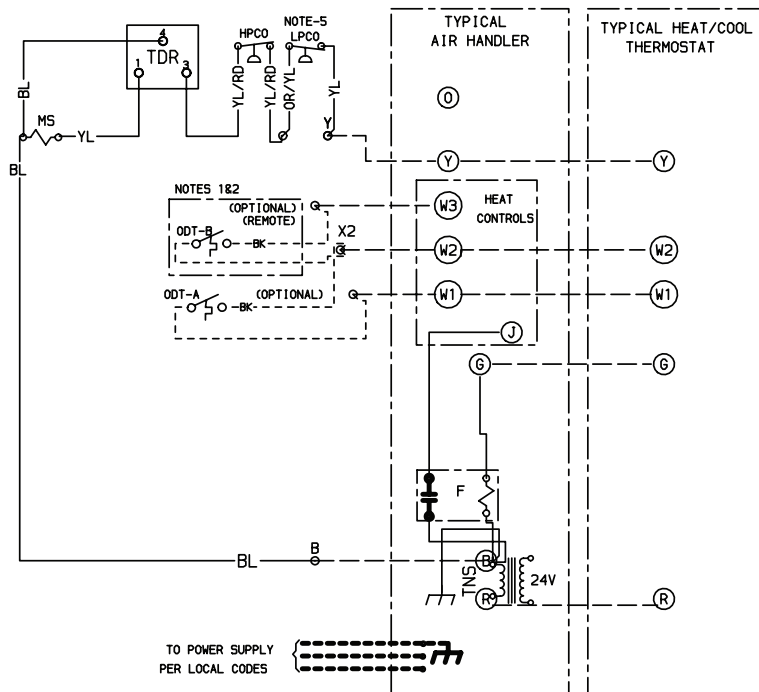 TYPICAL
AIR HANDLER
TYPICAL HEAT/COOL
THERMOSTAT
4
TDR
1
3
HPCO
NOTE-5
LPCO
BL
YL/RD
YL/RD
OR/YL
YL
MS
YL
Y
O
BL
Y
Y
NOTES 1&2
(OPTIONAL)
(REMOTE)
W3
HEAT
CONTROLS
ODT-B
BK
X2
W2
W2
ODT-A
(OPTIONAL)
BK
W1
W1
J
G
G
F
BL
B
B
TNS
24V
R
R
TO POWER SUPPLY
PER LOCAL CODES